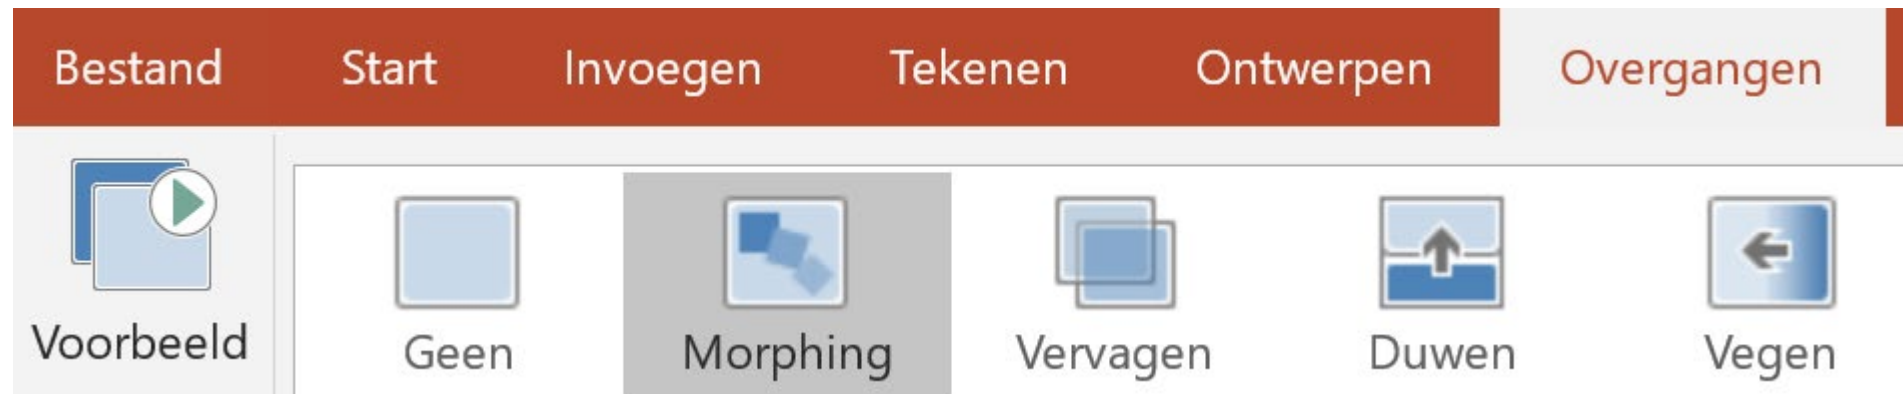 Bestand Start Invoegen Tekenen Ontwerpen Overgangen
Voorbeeld Geen Morphing Vervagen Duwen Vegen